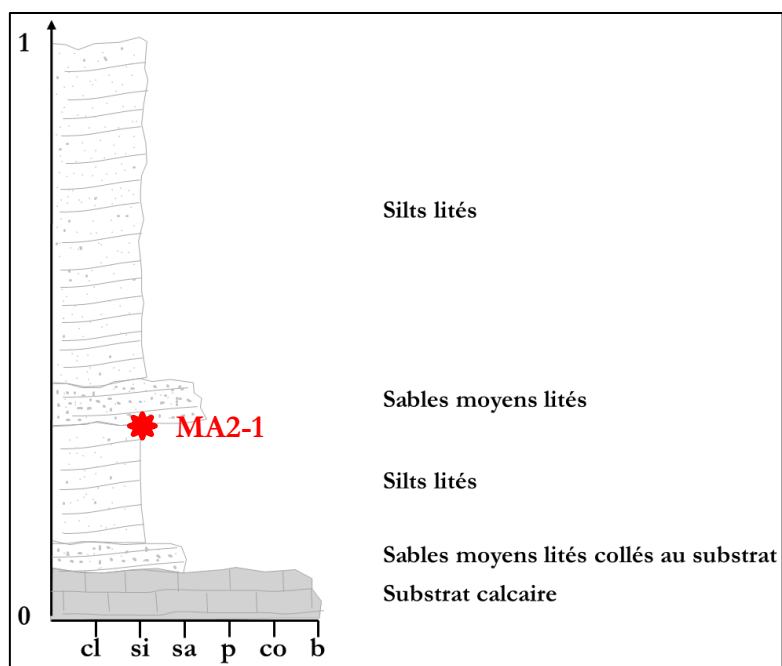 1
Silts lités
Sables moyens lités
MA2-1
Silts lités
Sables moyens lités collés au substrat
Substrat calcaire
0
cl si sa p co b